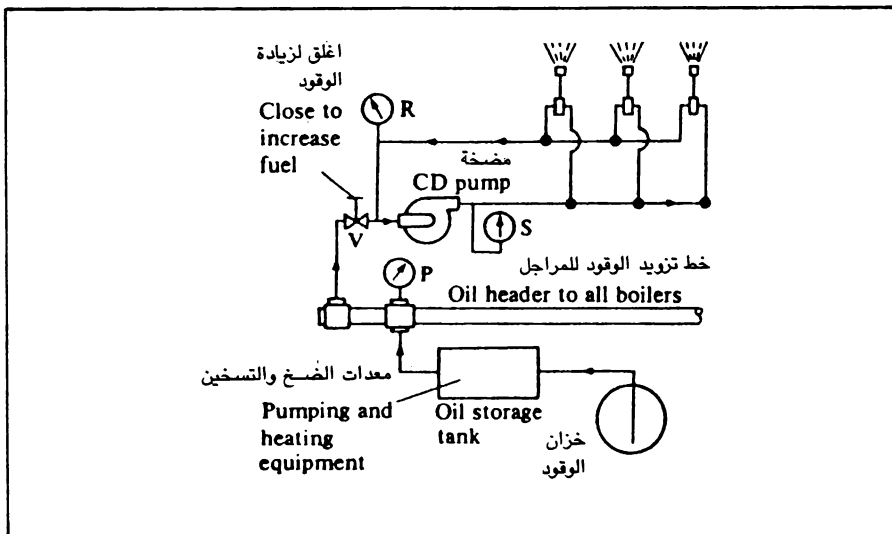 اغلق لزيادة
الوقود
Close to
increase
fuel
R
مضخة
CD pump
V
S
P
خط تزويد الوقود للمراجل
Oil header to all boilers
معدات الضخ والتسخين
Pumping and
heating
equipment
Oil storage
tank
خزان
الوقود